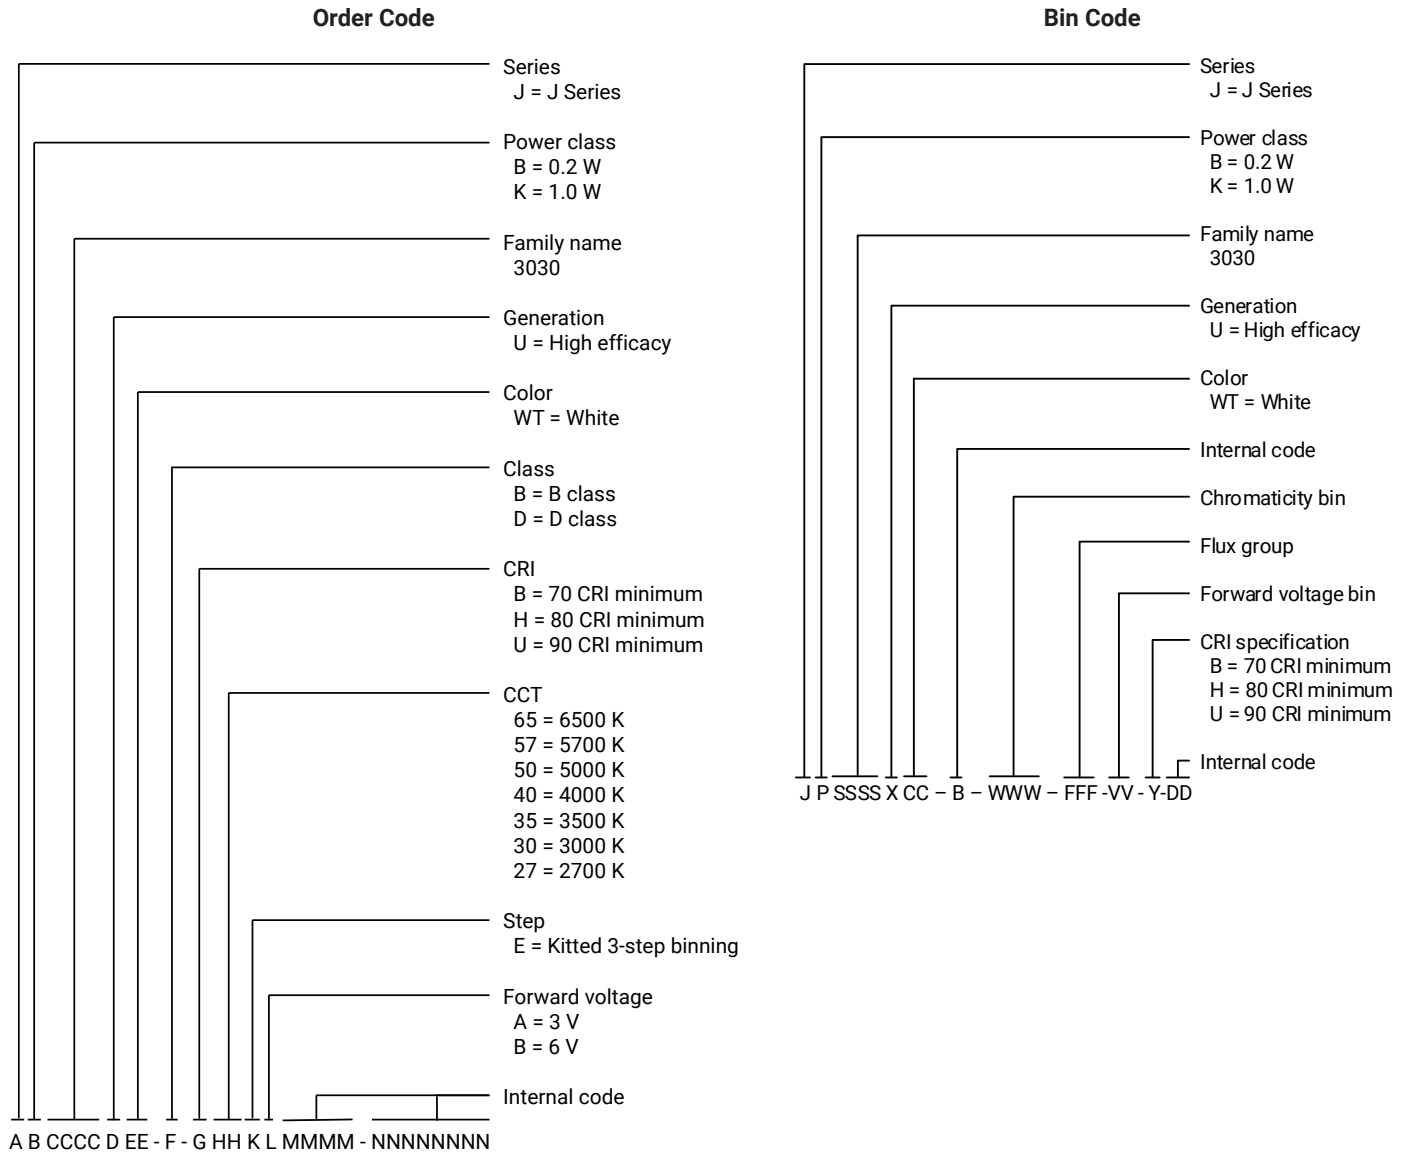 Order Code
Series
J = J Series
Power class
B = 0.2 W
K = 1.0 W
Family name
3030
Generation
U = High efficacy
Color
WT = White
Class
B = B class
D = D class
CRI
B = 70 CRI minimum
H = 80 CRI minimum
U = 90 CRI minimum
CCT
65 = 6500 K
57 = 5700 K
50 = 5000 K
40 = 4000 K
35 = 3500 K
30 = 3000 K
27 = 2700 K
Step
E = Kitted 3-step binning
Forward voltage
A = 3 V
B = 6 V
Internal code
A B CCCC D EE - F - G HH K L MMMM - NNNNNNNN
Bin Code
Series
J = J Series
Power class
B = 0.2 W
K = 1.0 W
Family name
3030
Generation
U = High efficacy
Color
WT = White
Internal code
Chromaticity bin
Flux group
Forward voltage bin
CRI specification
B = 70 CRI minimum
H = 80 CRI minimum
U = 90 CRI minimum
Internal code
J P SSSS X CC – B – WWW – FFF -VV - Y-DD